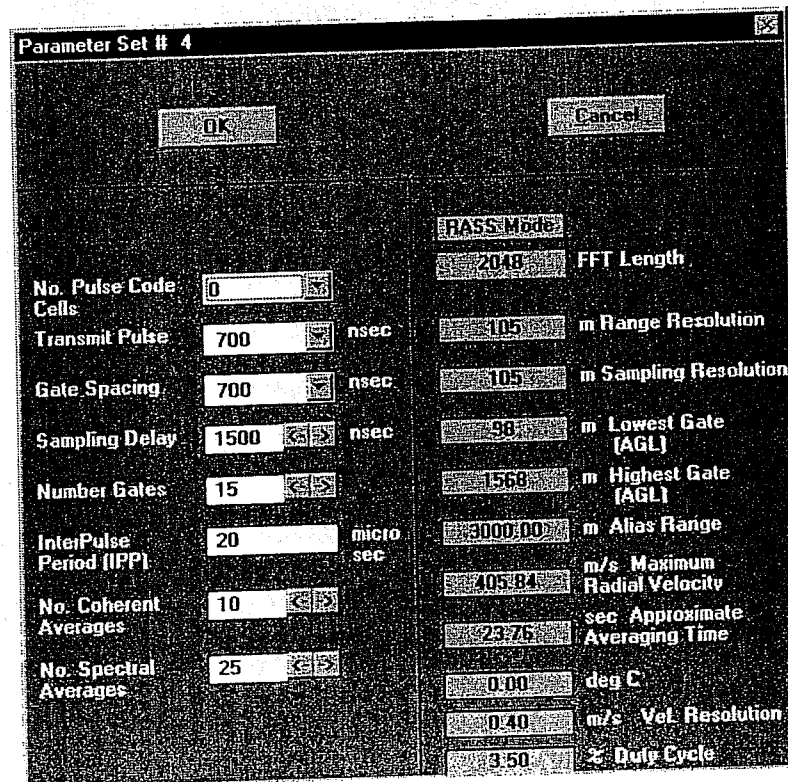 Parameter Set # 4
OK
Cancel
No. Pulse Code Cells
0
Transmit Pulse
700
nsec
Gate Spacing
700
nsec
Sampling Delay
1500
nsec
Number Gates
15
InterPulse Period (IPP)
20
micro sec
No. Coherent Averages
10
No. Spectral Averages
25
RASS Mode
2048
FFT Length
105
m Range Resolution
105
m Sampling Resolution
98
m Lowest Gate (AGL)
1568
m Highest Gate (AGL)
3000.00
m Alias Range
405.84
m/s Maximum Radial Velocity
23.76
sec Approximate Averaging Time
0.00
deg C
0.40
m/s Vel. Resolution
3.50
% Duty Cycle